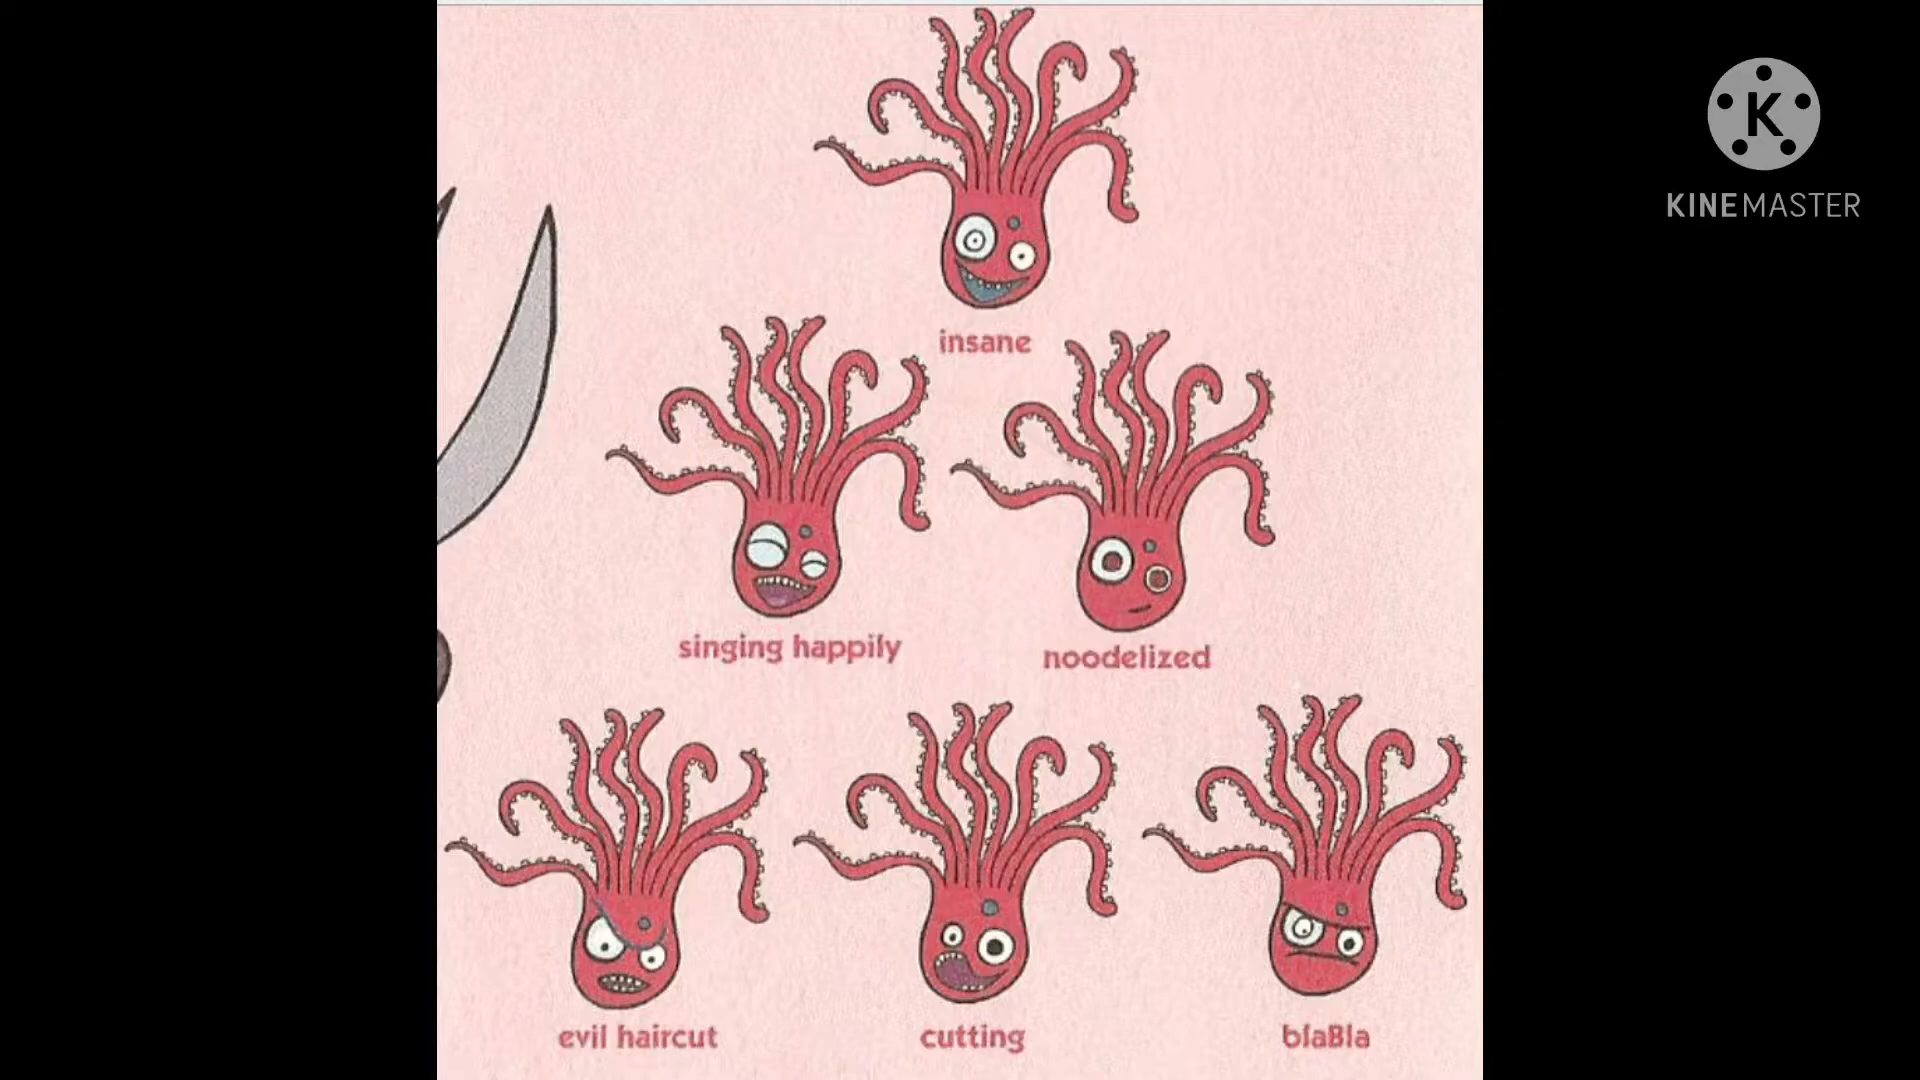 K
KINEMASTER
insane
singing happily
noodelized
evil haircut
cutting
blaBla